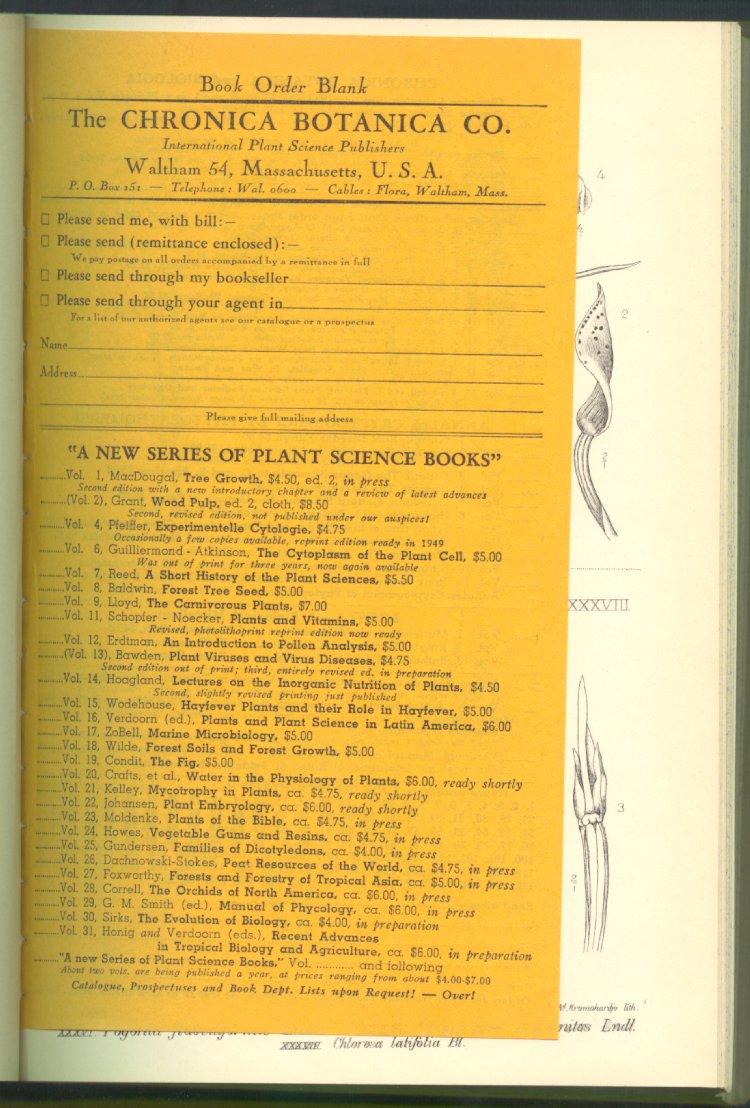 Book Order Blank
The CHRONICA BOTANICA CO.
International Plant Science Publishers
Waltham 54, Massachusetts, U. S. A.
P. O. Box 151 — Telephone: Wal. 0600 — Cables: Flora, Waltham, Mass.
Please send me, with bill:—
Please send (remittance enclosed):—
We pay postage on all orders accompanied by a remittance in full
Please send through my bookseller
Please send through your agent in
For a list of our authorized agents see our catalogue or a prospectus
Name
Address
Please give full mailing address
"A NEW SERIES OF PLANT SCIENCE BOOKS"
Vol. 1, MacDougal, Tree Growth, $4.50, ed. 2, in press
Second edition with a new introductory chapter and a review of latest advances
(Vol. 2), Grant, Wood Pulp, ed. 2, cloth, $8.50
Second, revised edition, not published under our auspices!
Vol. 4, Pfeiffer, Experimentelle Cytologie, $4.75
Occasionally a few copies available, reprint edition ready in 1949
Vol. 6, Guilliermond - Atkinson, The Cytoplasm of the Plant Cell, $5.00
Was out of print for three years, now again available
Vol. 7, Reed, A Short History of the Plant Sciences, $5.50
Vol. 8, Baldwin, Forest Tree Seed, $5.00
Vol. 9, Lloyd, The Carnivorous Plants, $7.00
Vol. 11, Schopfer - Noecker, Plants and Vitamins, $5.00
Revised, photolithoprint reprint edition now ready
Vol. 12, Erdtman, An Introduction to Pollen Analysis, $5.00
(Vol. 13), Bawden, Plant Viruses and Virus Diseases, $4.75
Second edition out of print; third, entirely revised ed. in preparation
Vol. 14, Hoagland, Lectures on the Inorganic Nutrition of Plants, $4.50
Second, slightly revised printing just published
Vol. 15, Wodehouse, Hayfever Plants and their Role in Hayfever, $5.00
Vol. 16, Verdoorn (ed.), Plants and Plant Science in Latin America, $6.00
Vol. 17, ZoBell, Marine Microbiology, $5.00
Vol. 18, Wilde, Forest Soils and Forest Growth, $5.00
Vol. 19, Condit, The Fig, $5.00
Vol. 20, Crafts, et al., Water in the Physiology of Plants, $6.00, ready shortly
Vol. 21, Kelley, Mycotrophy in Plants, ca. $4.75, ready shortly
Vol. 22, Johansen, Plant Embryology, ca. $6.00, ready shortly
Vol. 23, Moldenke, Plants of the Bible, ca. $4.75, in press
Vol. 24, Howes, Vegetable Gums and Resins, ca. $4.75, in press
Vol. 25, Gundersen, Families of Dicotyledons, ca. $4.00, in press
Vol. 26, Dachnowski-Stokes, Peat Resources of the World, ca. $4.75, in press
Vol. 27, Foxworthy, Forests and Forestry of Tropical Asia, ca. $5.00, in press
Vol. 28, Correll, The Orchids of North America, ca. $6.00, in press
Vol. 29, G. M. Smith (ed.), Manual of Phycology, ca. $6.00, in press
Vol. 30, Sirks, The Evolution of Biology, ca. $4.00, in preparation
Vol. 31, Honig and Verdoorn (eds.), Recent Advances
in Tropical Biology and Agriculture, ca. $6.00, in preparation
"A new Series of Plant Science Books," Vol. ............ and following
About two vols. are being published a year, at prices ranging from about $4.00-$7.00
Catalogue, Prospectuses and Book Dept. Lists upon Request! — Over!
4
2
2/1
XXXVIII
3
2/1
M.Kromohardjo lith.
Lndl.
XXXVIII Chloraea latifolia Bl.